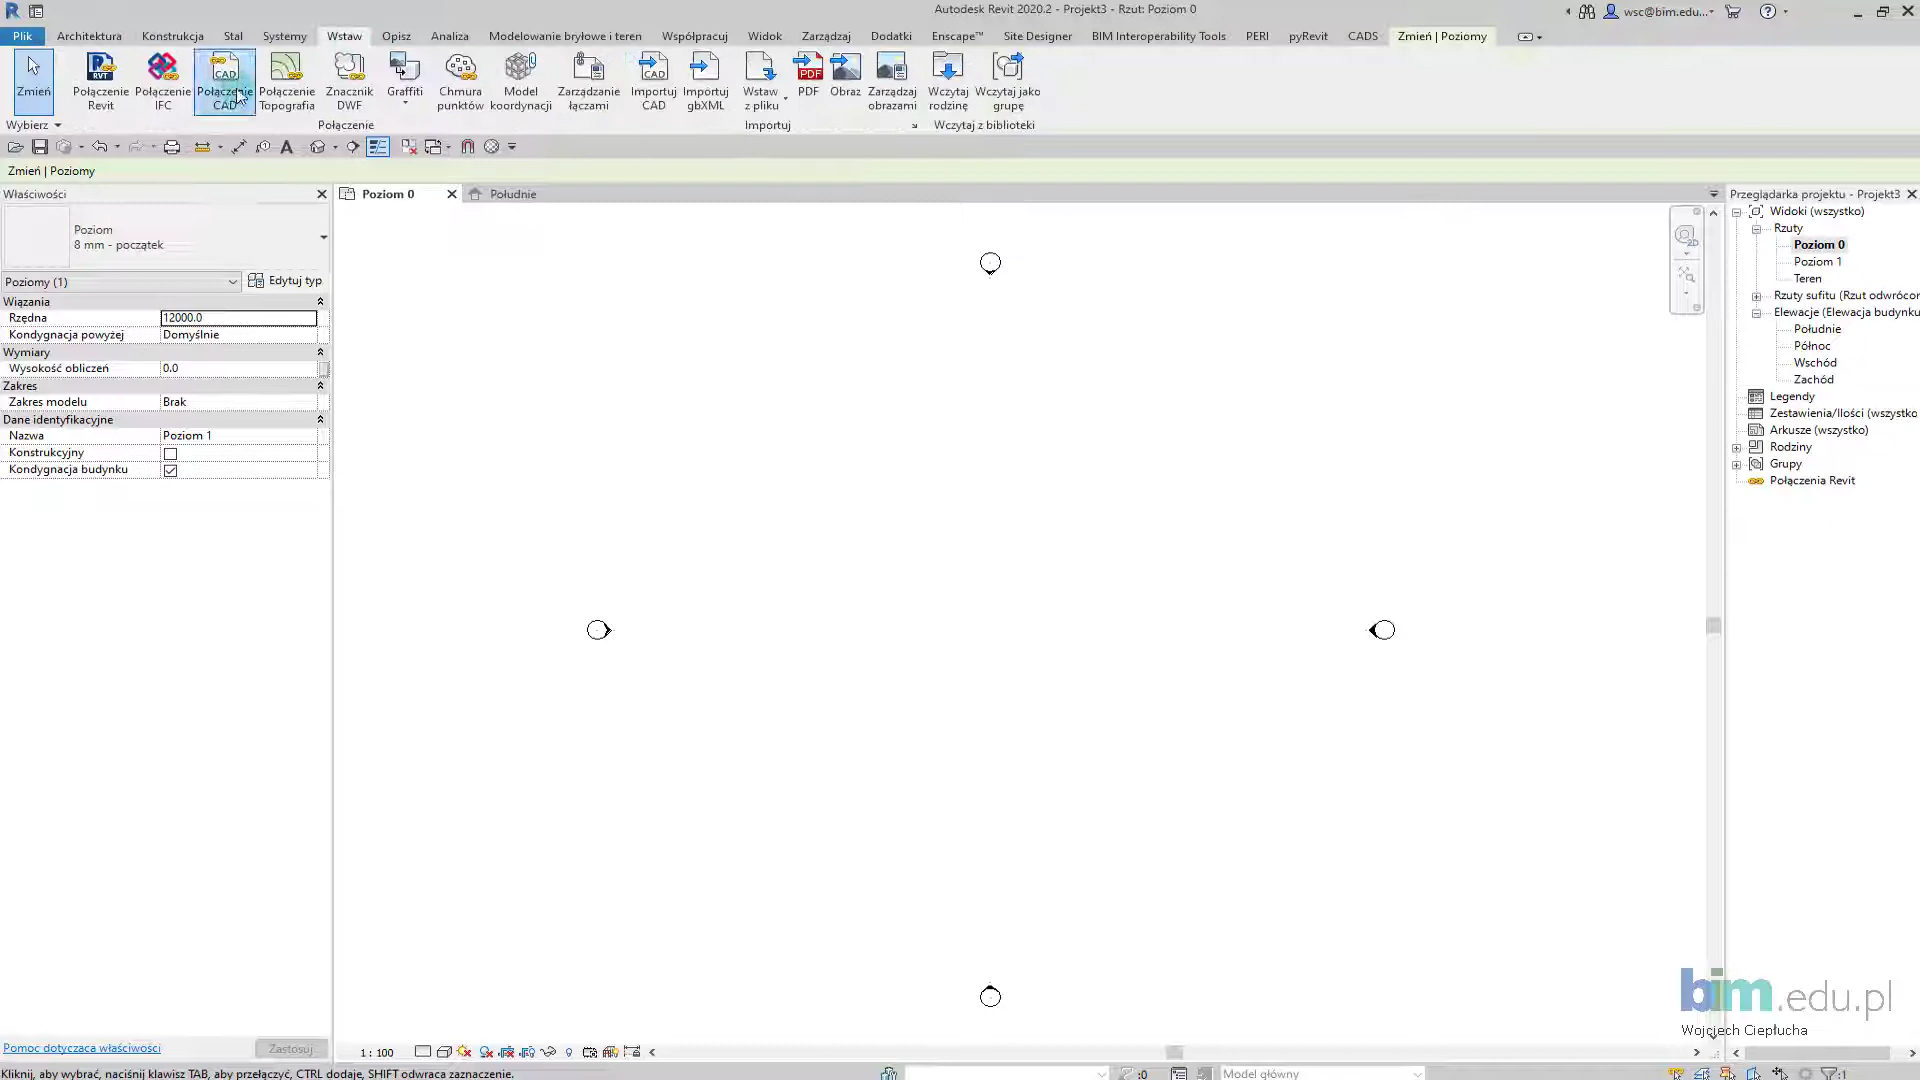 Autodesk Revit 2020.2 - Projekt3 - Rzut: Poziom 0
wsc@bim.edu...
Plik Architektura Konstrukcja Stal Systemy Wstaw Opisz Analiza Modelowanie bryłowe i teren Współpracuj Widok Zarządzaj Dodatki Enscape™ Site Designer BIM Interoperability Tools PERI pyRevit CADS Zmień | Poziomy
Zmień
Połączenie Revit
Połączenie IFC
Połączenie CAD
Połączenie Topografia
Znacznik DWF
Graffiti
Chmura punktów
Model koordynacji
Zarządzanie łączami
Importuj CAD
Importuj gbXML
Wstaw z pliku
PDF
Obraz
Zarządzaj obrazami
Wczytaj rodzinę
Wczytaj jako grupę
Wybierz Połączenie Importuj Wczytaj z biblioteki
Zmień | Poziomy
Właściwości
Poziom
8 mm - początek
Poziomy (1) Edytuj typ
Wiązania
Rzędna 12000.0
Kondygnacja powyżej Domyślnie
Wymiary
Wysokość obliczeń 0.0
Zakres
Zakres modelu Brak
Dane identyfikacyjne
Nazwa Poziom 1
Konstrukcyjny
Kondygnacja budynku
Pomoc dotycząca właściwości Zastosuj
Poziom 0 Południe
Przeglądarka projektu - Projekt3
Widoki (wszystko)
Rzuty
Poziom 0
Poziom 1
Teren
Rzuty sufitu (Rzut odwrócor
Elewacje (Elewacja budynku
Południe
Północ
Wschód
Zachód
Legendy
Zestawienia/Ilości (wszystko
Arkusze (wszystko)
Rodziny
Grupy
Połączenia Revit
bim.edu.pl
Wojciech Ciepłucha
1 : 100
Kliknij, aby wybrać, naciśnij klawisz TAB, aby przełączyć, CTRL dodaje, SHIFT odwraca zaznaczenie. :0 Model główny :1